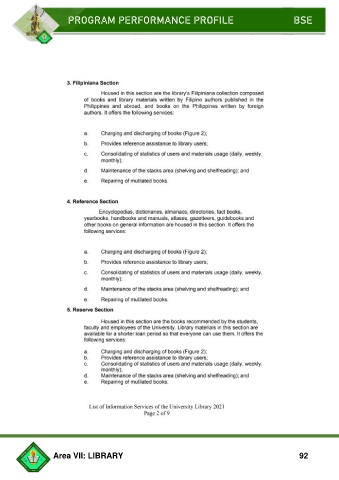 PROGRAM PERFORMANCE PROFILE BSE
3. Filipiniana Section
Housed in this section are the library's Filipiniana collection composed
of books and library materials written by Filipino authors published in the
Philippines and abroad, and books on the Philippines written by foreign
authors. It offers the following services:
a. Charging and discharging of books (Figure 2);
b. Provides reference assistance to library users;
c. Consolidating of statistics of users and materials usage (daily, weekly,
monthly);
d. Maintenance of the stacks area (shelving and shelfreading); and
e. Repairing of mutilated books.
4. Reference Section
Encyclopedias, dictionaries, almanacs, directories, fact books,
yearbooks, handbooks and manuals, atlases, gazetteers, guidebooks and
other books on general information are housed in this section. It offers the
following services:
a. Charging and discharging of books (Figure 2);
b. Provides reference assistance to library users;
c. Consolidating of statistics of users and materials usage (daily, weekly,
monthly);
d. Maintenance of the stacks area (shelving and shelfreading); and
e. Repairing of mutilated books.
5. Reserve Section
Housed in this section are the books recommended by the students,
faculty and employees of the University. Library materials in this section are
available for a shorter loan period so that everyone can use them. It offers the
following services:
a. Charging and discharging of books (Figure 2);
b. Provides reference assistance to library users;
c. Consolidating of statistics of users and materials usage (daily, weekly,
monthly);
d. Maintenance of the stacks area (shelving and shelfreading); and
e. Repairing of mutilated books.
List of Information Services of the University Library 2021
Page 2 of 9
Area VII: LIBRARY 92